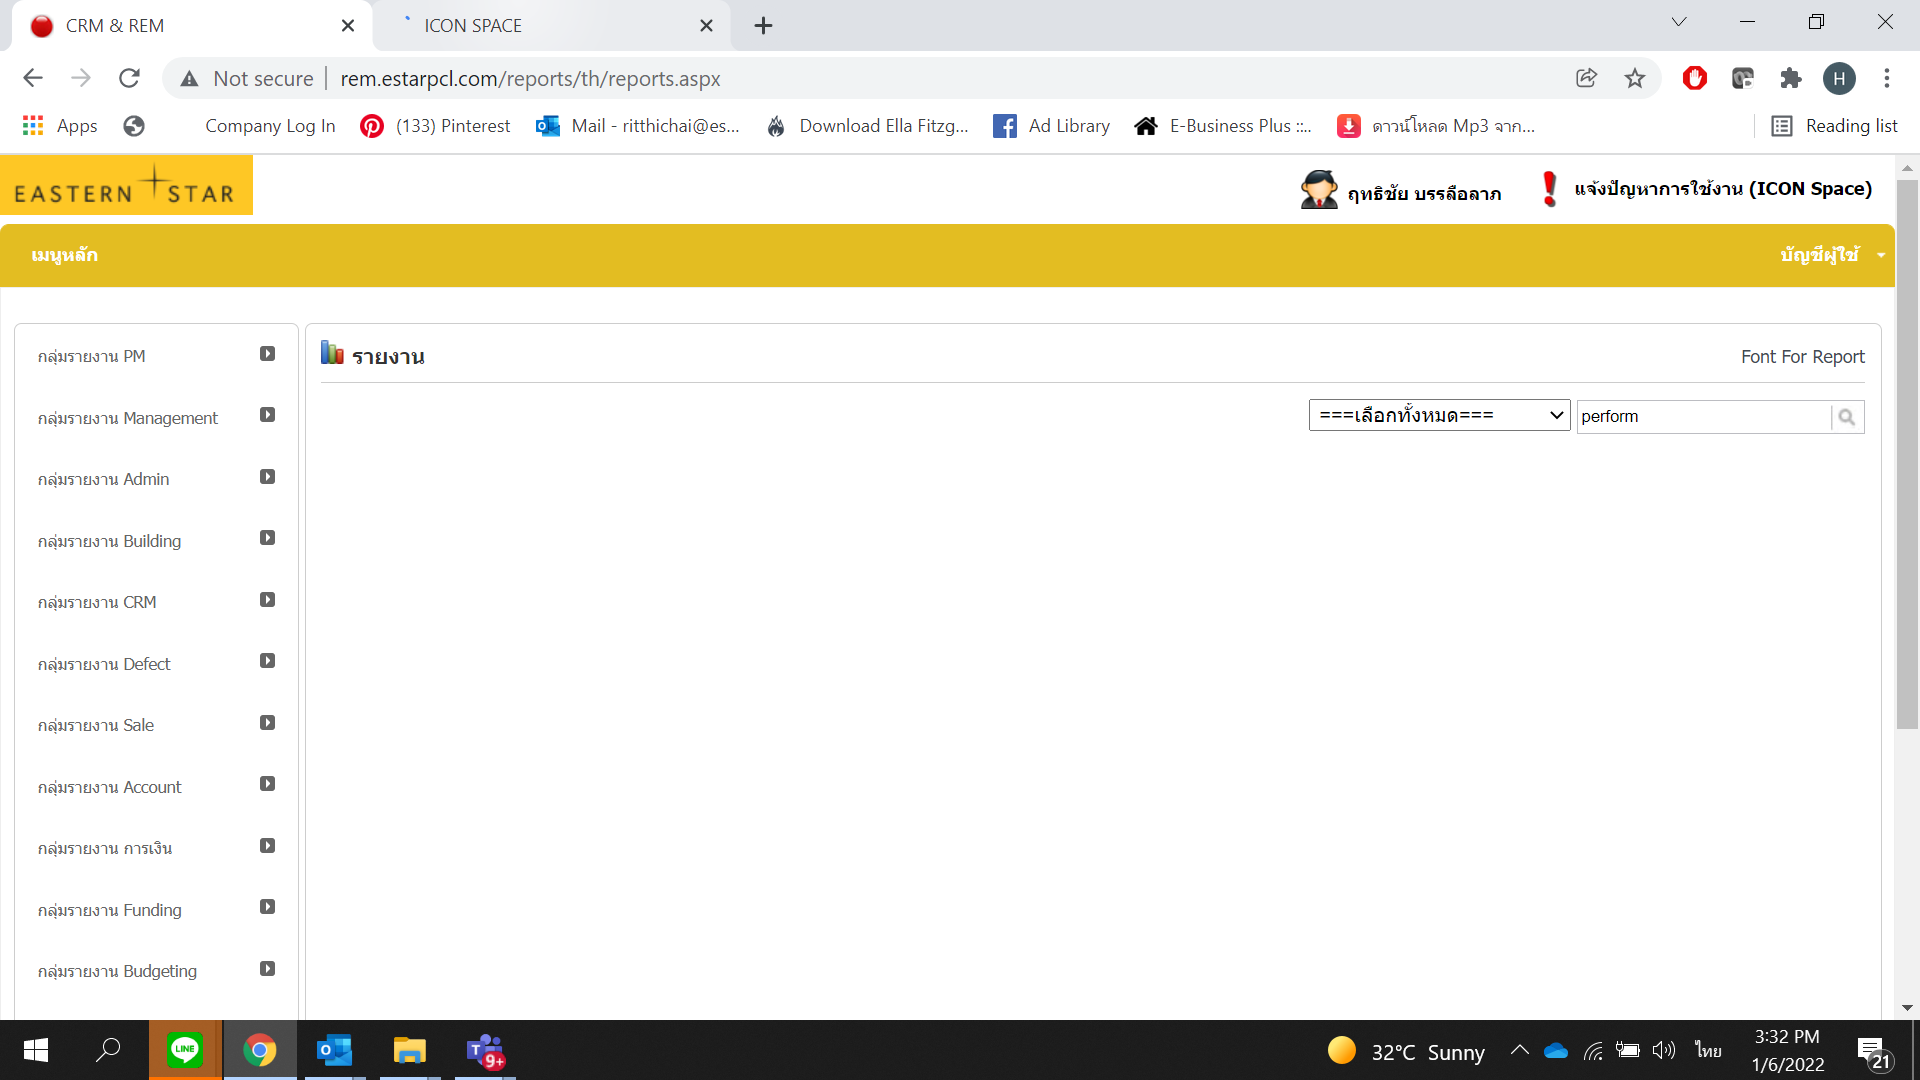 CRM & REM
ICON SPACE
Not secure
rem.estarpcl.com/reports/th/reports.aspx
H
Apps
Company Log In
(133) Pinterest
Mail - ritthichai@es...
Download Ella Fitzg...
Ad Library
E-Business Plus ::..
ดาวน์โหลด Mp3 จาก...
Reading list
EASTERN STAR
ฤทธิชัย บรรลือลาภ
แจ้งปัญหาการใช้งาน (ICON Space)
เมนูหลัก
บัญชีผู้ใช้
กลุ่มรายงาน PM
กลุ่มรายงาน Management
กลุ่มรายงาน Admin
กลุ่มรายงาน Building
กลุ่มรายงาน CRM
กลุ่มรายงาน Defect
กลุ่มรายงาน Sale
กลุ่มรายงาน Account
กลุ่มรายงาน การเงิน
กลุ่มรายงาน Funding
กลุ่มรายงาน Budgeting
รายงาน
Font For Report
===เลือกทั้งหมด===
perform
LINE
9+
32°C Sunny
ไทย
3:32 PM
1/6/2022
21